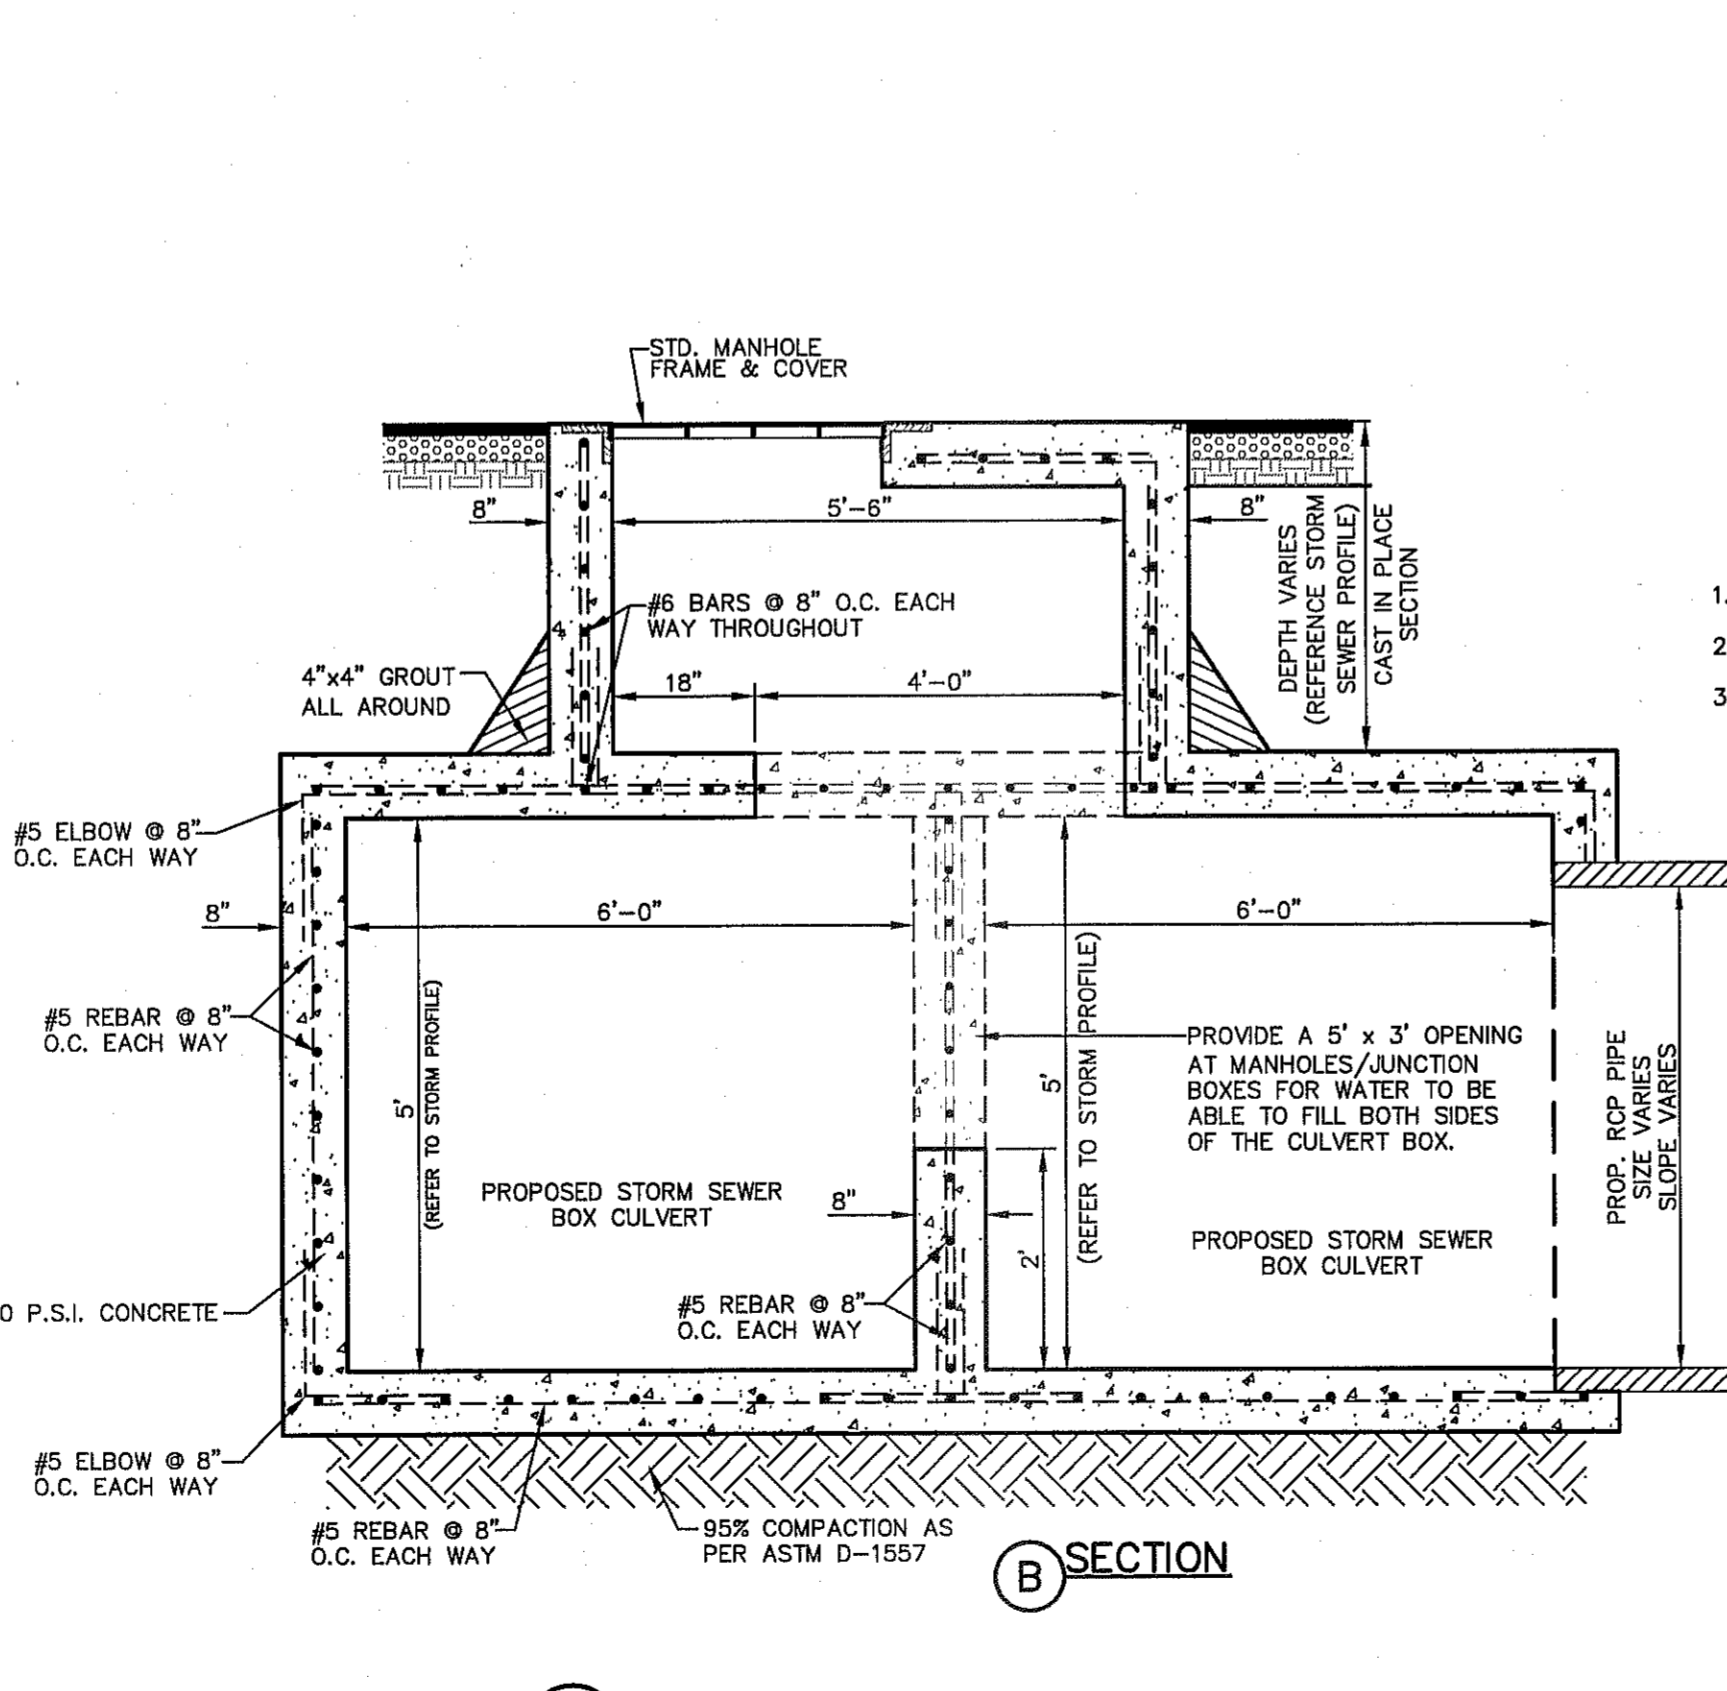 STD. MANHOLE
FRAME & COVER
8"
5'-6"
8"
DEPTH VARIES
(REFERENCE STORM
SEWER PROFILE)
CAST IN PLACE
SECTION
#6 BARS @ 8" O.C. EACH
WAY THROUGHOUT
1.
2
3
4"x4" GROUT
ALL AROUND
18"
4'-0"
#5 ELBOW @ 8"
O.C. EACH WAY
8"
6'-0"
6'-0"
#5 REBAR @ 8"
O.C. EACH WAY
5'
(REFER TO STORM PROFILE)
5'
(REFER TO STORM PROFILE)
PROVIDE A 5' x 3' OPENING
AT MANHOLES/JUNCTION
BOXES FOR WATER TO BE
ABLE TO FILL BOTH SIDES
OF THE CULVERT BOX.
PROP. RCP PIPE
SIZE VARIES
SLOPE VARIES
PROPOSED STORM SEWER
BOX CULVERT
8"
2'
PROPOSED STORM SEWER
BOX CULVERT
0 P.S.I. CONCRETE
#5 REBAR @ 8"
O.C. EACH WAY
#5 ELBOW @ 8"
O.C. EACH WAY
#5 REBAR @ 8"
O.C. EACH WAY
95% COMPACTION AS
PER ASTM D-1557
B SECTION